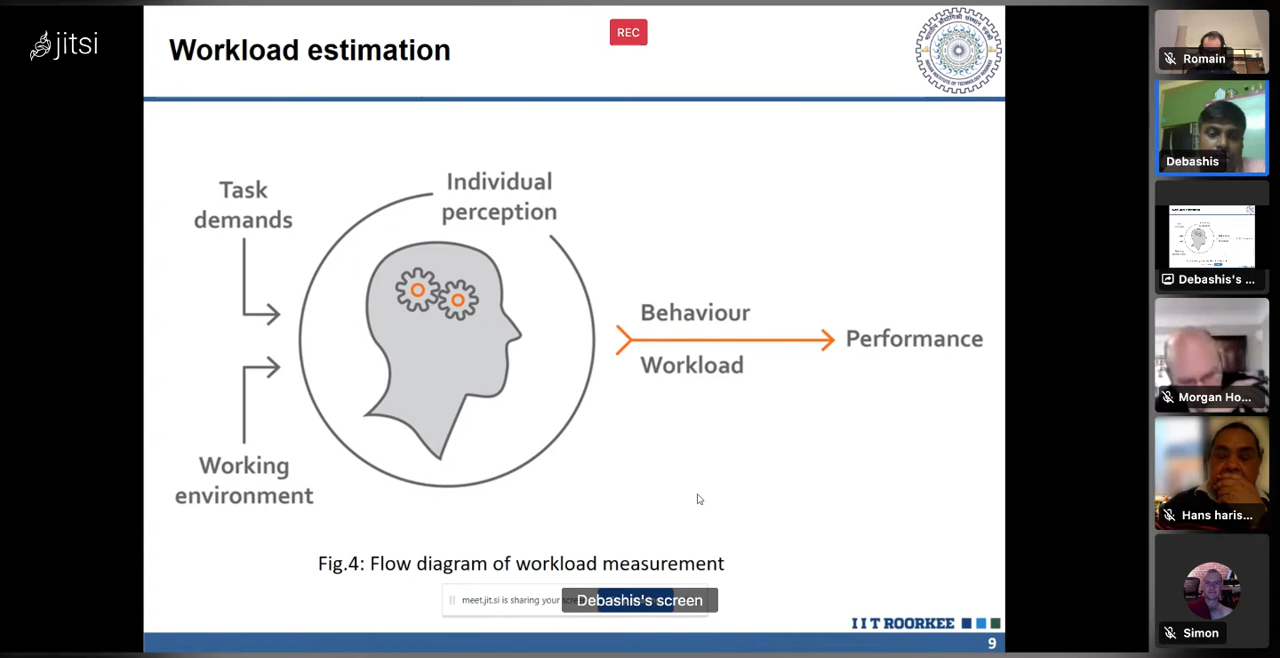 jitsi
Workload estimation
REC
Task
demands
Individual
perception
Behaviour
Workload
Performance
Working
environment
Fig.4: Flow diagram of workload measurement
meet.jit.si is sharing your
Debashis's screen
I I T ROORKEE
9
Romain
Debashis
Debashis's ...
Morgan Ho...
Hans haris...
Simon